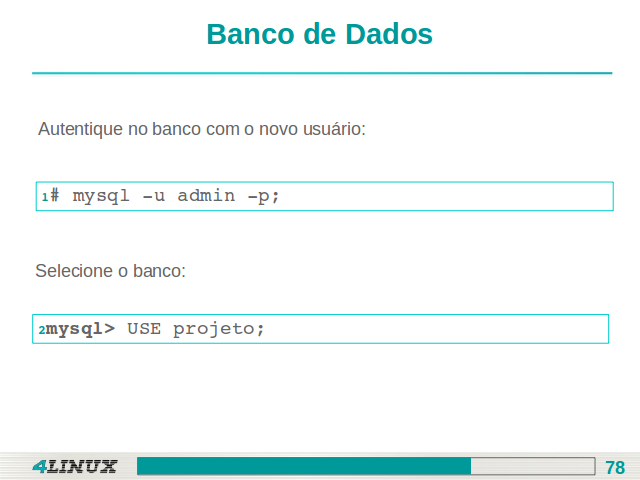 Banco de Dados
Autentique no banco com o novo usuário:
1# mysql -u admin -p;
Selecione o banco:
2mysql> USE projeto;
4LINUX
78